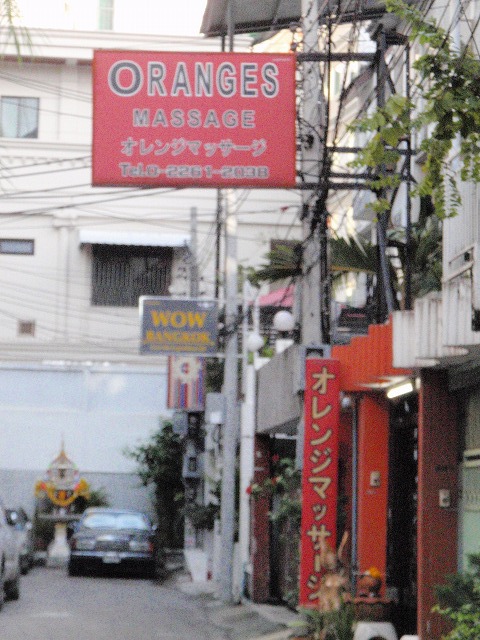 ORANGES
MASSAGE
オレンジマッサージ
Tel.0-2261-2038
WOW
BANGKOK
オレンジマッサージ